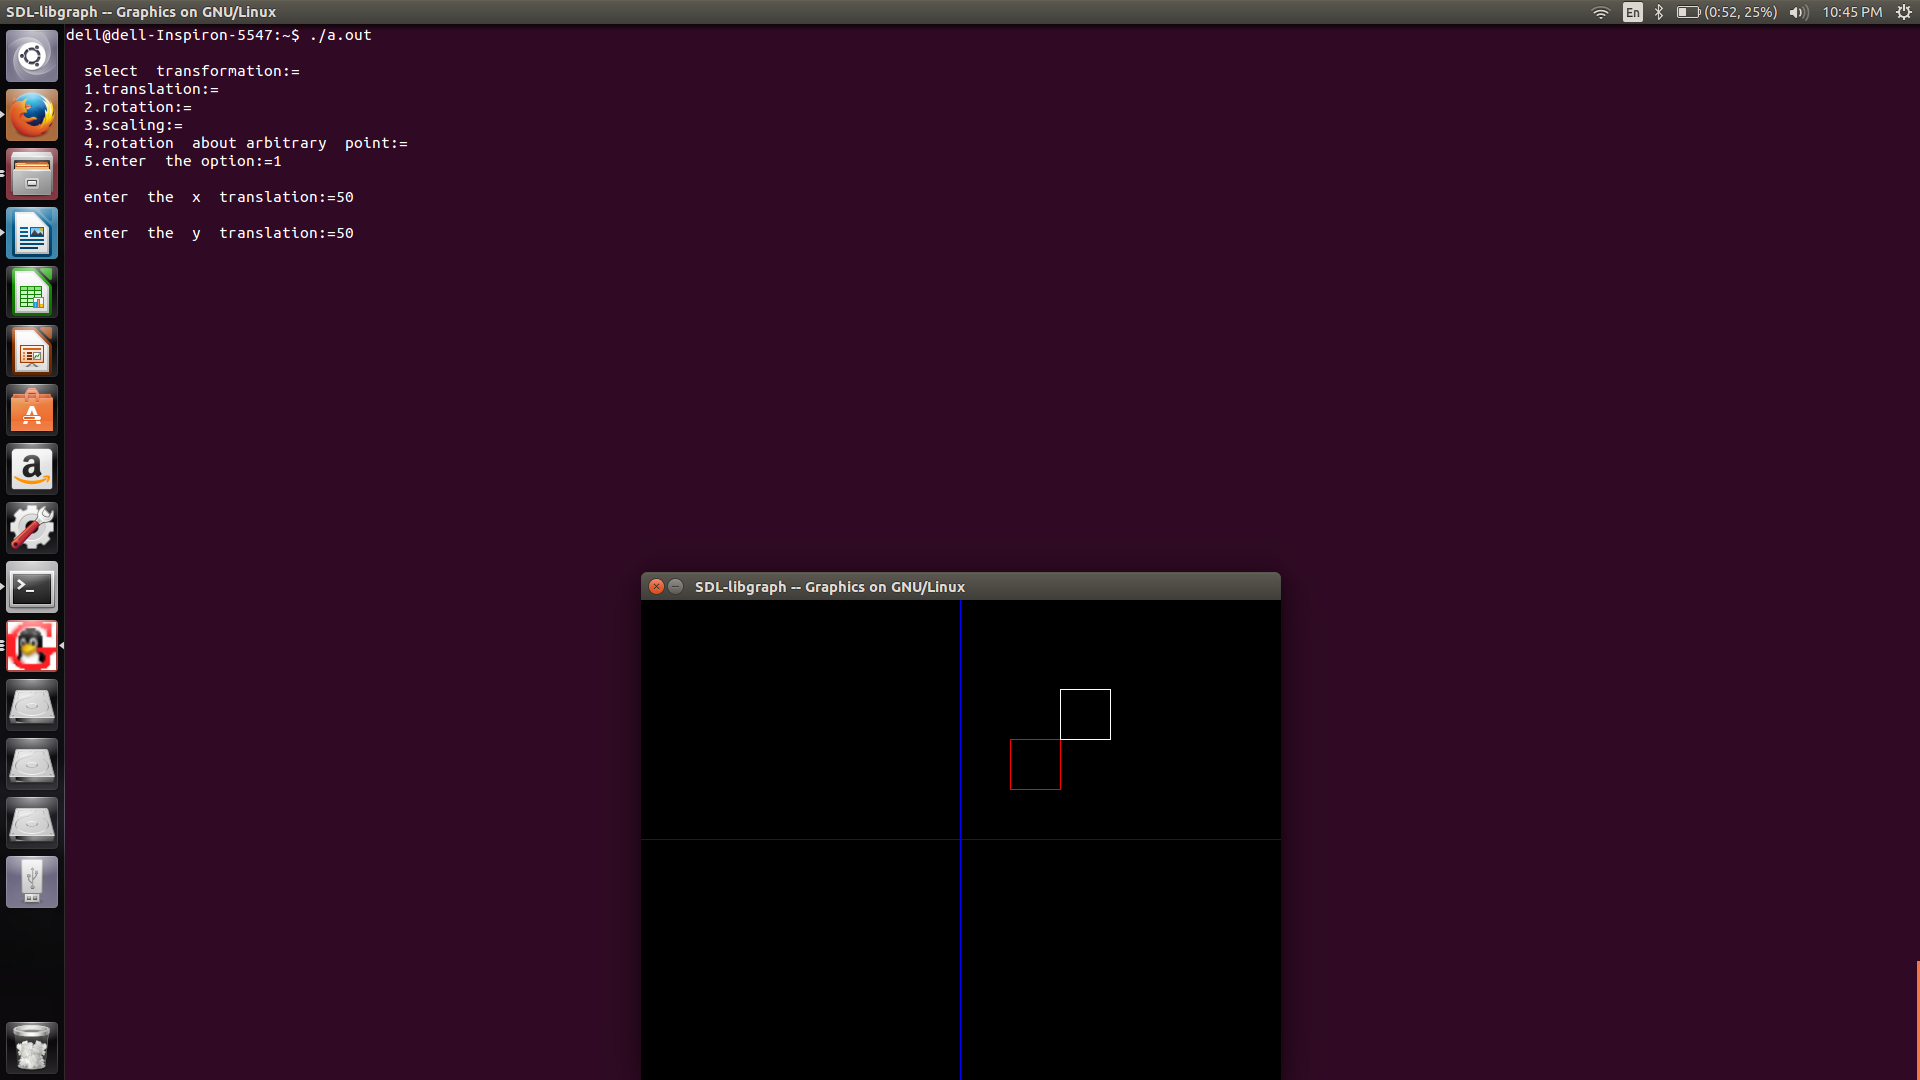 SDL-libgraph -- Graphics on GNU/Linux
En (0:52, 25%) 10:45 PM
dell@dell-Inspiron-5547:~$ ./a.out
select  transformation:=
1.translation:=
2.rotation:=
3.scaling:=
4.rotation  about arbitrary  point:=
5.enter  the option:=1
enter  the  x  translation:=50
enter  the  y  translation:=50
SDL-libgraph -- Graphics on GNU/Linux